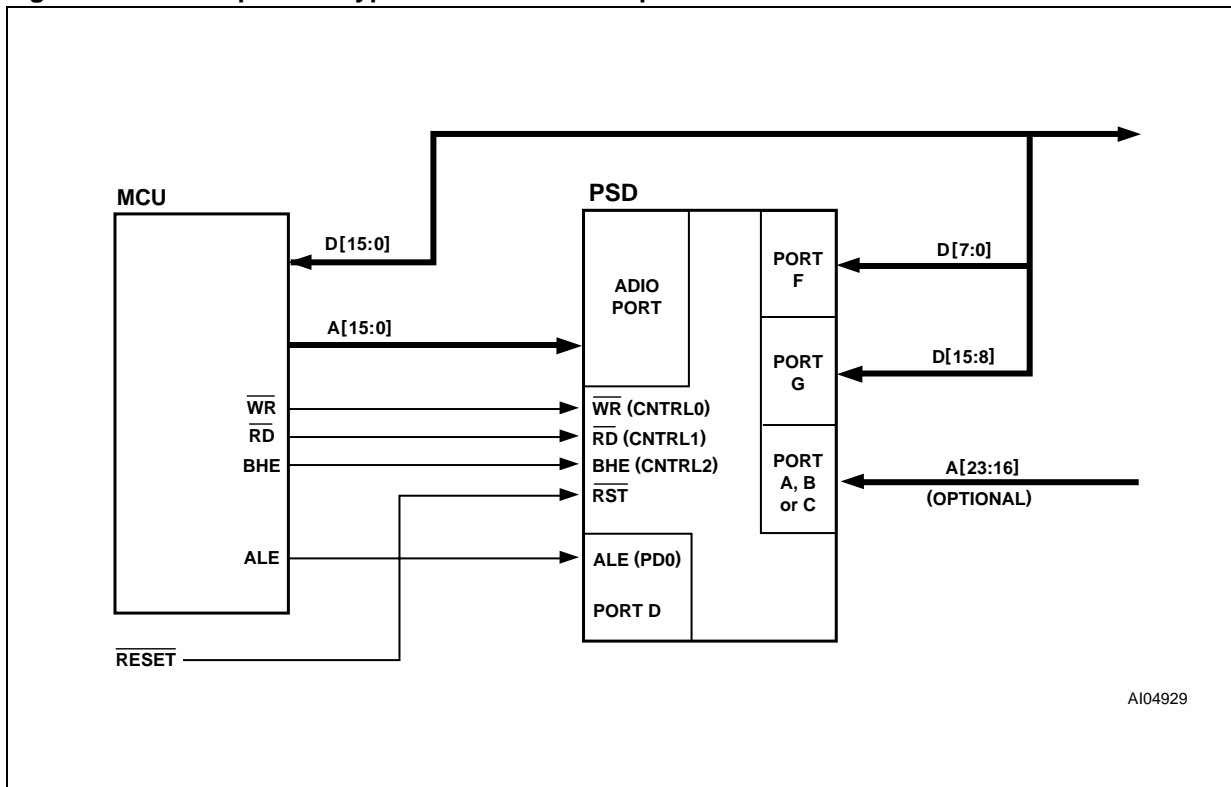 MCU
PSD
D[15:0]
D[7:0]
PORT
F
ADIO
PORT
A[15:0]
D[15:8]
PORT
G
WR
WR (CNTRL0)
RD
RD (CNTRL1)
BHE
BHE (CNTRL2)
RST
PORT
A, B
or C
A[23:16]
(OPTIONAL)
ALE
ALE (PD0)
PORT D
RESET
AI04929